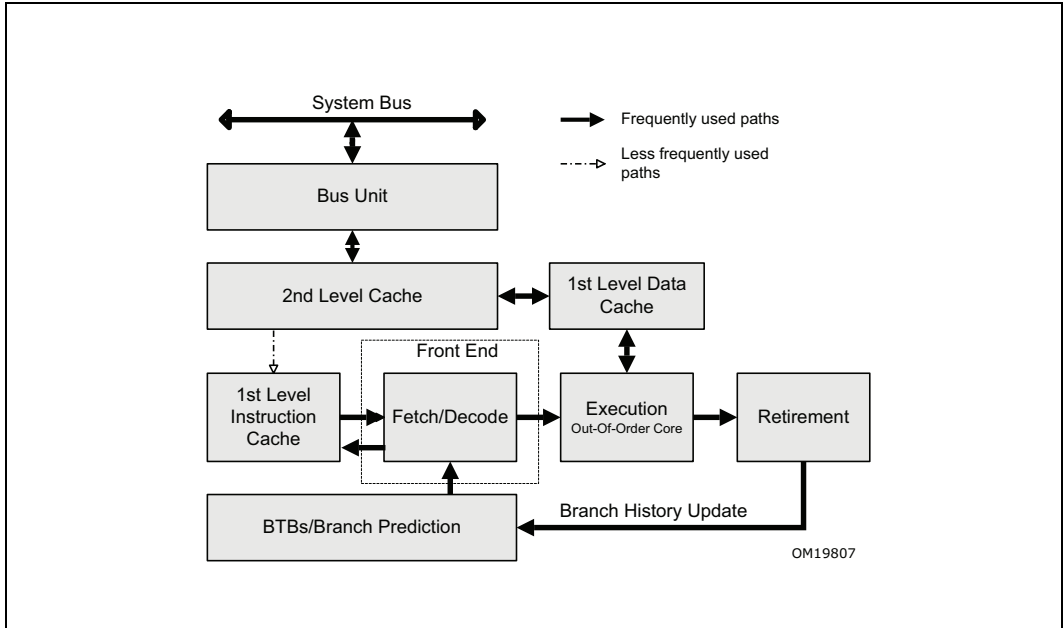 System Bus
Frequently used paths
Less frequently used
paths
Bus Unit
2nd Level Cache
1st Level Data
Cache
Front End
1st Level
Instruction
Cache
Fetch/Decode
Execution
Out-Of-Order Core
Retirement
BTBs/Branch Prediction
Branch History Update
OM19807